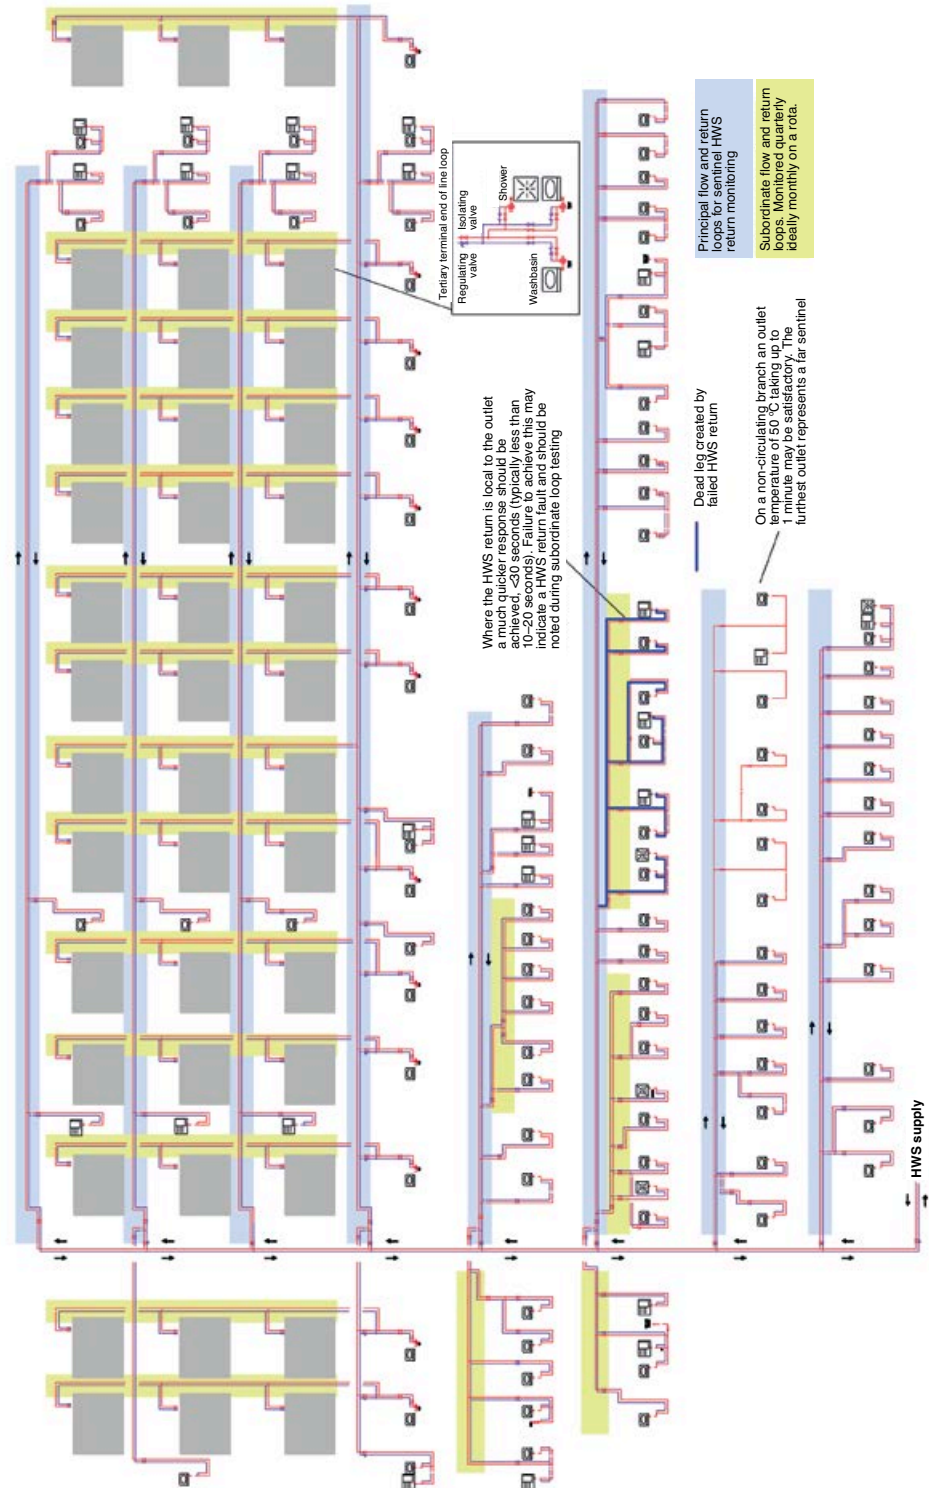 Tertiary terminal end of line loop
Regulating
valve
Isolating
valve
Shower
Washbasin
Principal flow and return
loops for sentinel HWS
return monitoring
Subordinate flow and return
loops. Monitored quarterly
ideally monthly on a rota.
Where the HWS return is local to the outlet
a much quicker response should be
achieved, <30 seconds (typically less than
10–20 seconds). Failure to achieve this may
indicate a HWS return fault and should be
noted during subordinate loop testing
Dead leg created by
failed HWS return
On a non-circulating branch an outlet
temperature of 50 °C taking up to
1 minute may be satisfactory. The
furthest outlet represents a far sentinel
HWS supply